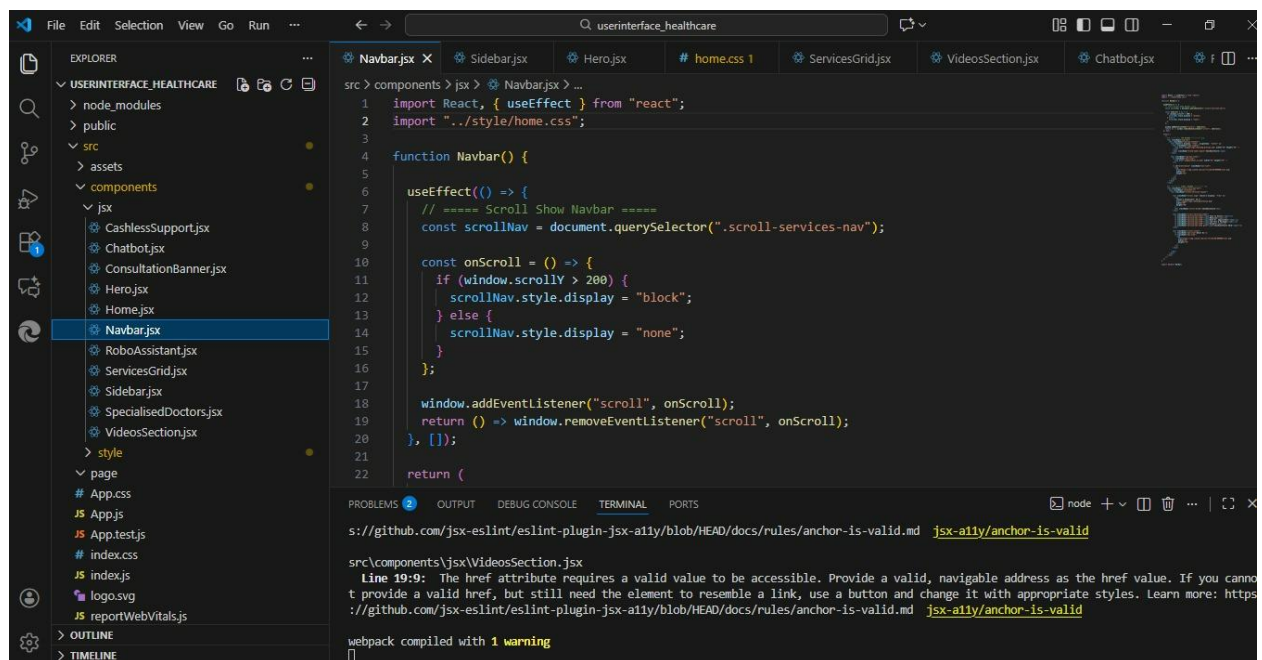 File Edit Selection View Go Run ··· userinterface_healthcare
EXPLORER ···
USERINTERFACE_HEALTHCARE
node_modules
public
src
assets
components
jsx
CashlessSupport.jsx
Chatbot.jsx
ConsultationBanner.jsx
Hero.jsx
Home.jsx
Navbar.jsx
RoboAssistant.jsx
ServicesGrid.jsx
Sidebar.jsx
SpecialisedDoctors.jsx
VideosSection.jsx
style
page
# App.css
JS App.js
JS App.test.js
# index.css
JS index.js
logo.svg
JS reportWebVitals.js
OUTLINE
TIMELINE
1
Navbar.jsx Sidebar.jsx Hero.jsx # home.css 1 ServicesGrid.jsx VideosSection.jsx Chatbot.jsx ···
src > components > jsx > Navbar.jsx > ...
1 import React, { useEffect } from "react";
2 import "../style/home.css";
3
4 function Navbar() {
5
6 useEffect(() => {
7 // ===== Scroll Show Navbar =====
8 const scrollNav = document.querySelector(".scroll-services-nav");
9
10 const onScroll = () => {
11 if (window.scrollY > 200) {
12 scrollNav.style.display = "block";
13 } else {
14 scrollNav.style.display = "none";
15 }
16 };
17
18 window.addEventListener("scroll", onScroll);
19 return () => window.removeEventListener("scroll", onScroll);
20 }, []);
21
22 return (
PROBLEMS 2 OUTPUT DEBUG CONSOLE TERMINAL PORTS node ···
s://github.com/jsx-eslint/eslint-plugin-jsx-a11y/blob/HEAD/docs/rules/anchor-is-valid.md jsx-a11y/anchor-is-valid
src\components\jsx\VideosSection.jsx
Line 19:9: The href attribute requires a valid value to be accessible. Provide a valid, navigable address as the href value. If you canno
t provide a valid href, but still need the element to resemble a link, use a button and change it with appropriate styles. Learn more: https
://github.com/jsx-eslint/eslint-plugin-jsx-a11y/blob/HEAD/docs/rules/anchor-is-valid.md jsx-a11y/anchor-is-valid
webpack compiled with 1 warning